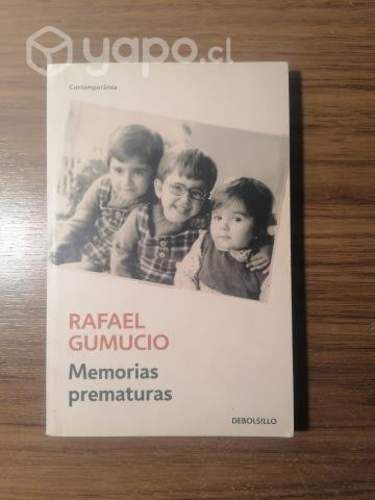 yapo.cl
Contemporánea
RAFAEL
GUMUCIO
Memorias
prematuras
DEBOLSILLO